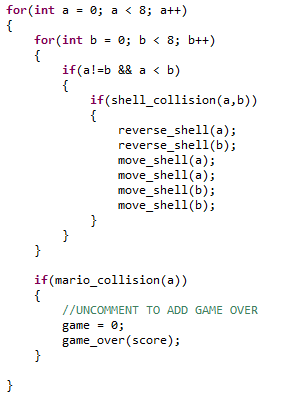 for(int a = 0; a < 8; a++)
{
    for(int b = 0; b < 8; b++)
    {
        if(a!=b && a < b)
        {
            if(shell_collision(a,b))
            {
                reverse_shell(a);
                reverse_shell(b);
                move_shell(a);
                move_shell(a);
                move_shell(b);
                move_shell(b);
            }
        }
    }

    if(mario_collision(a))
    {
        //UNCOMMENT TO ADD GAME OVER
        game = 0;
        game_over(score);
    }

}